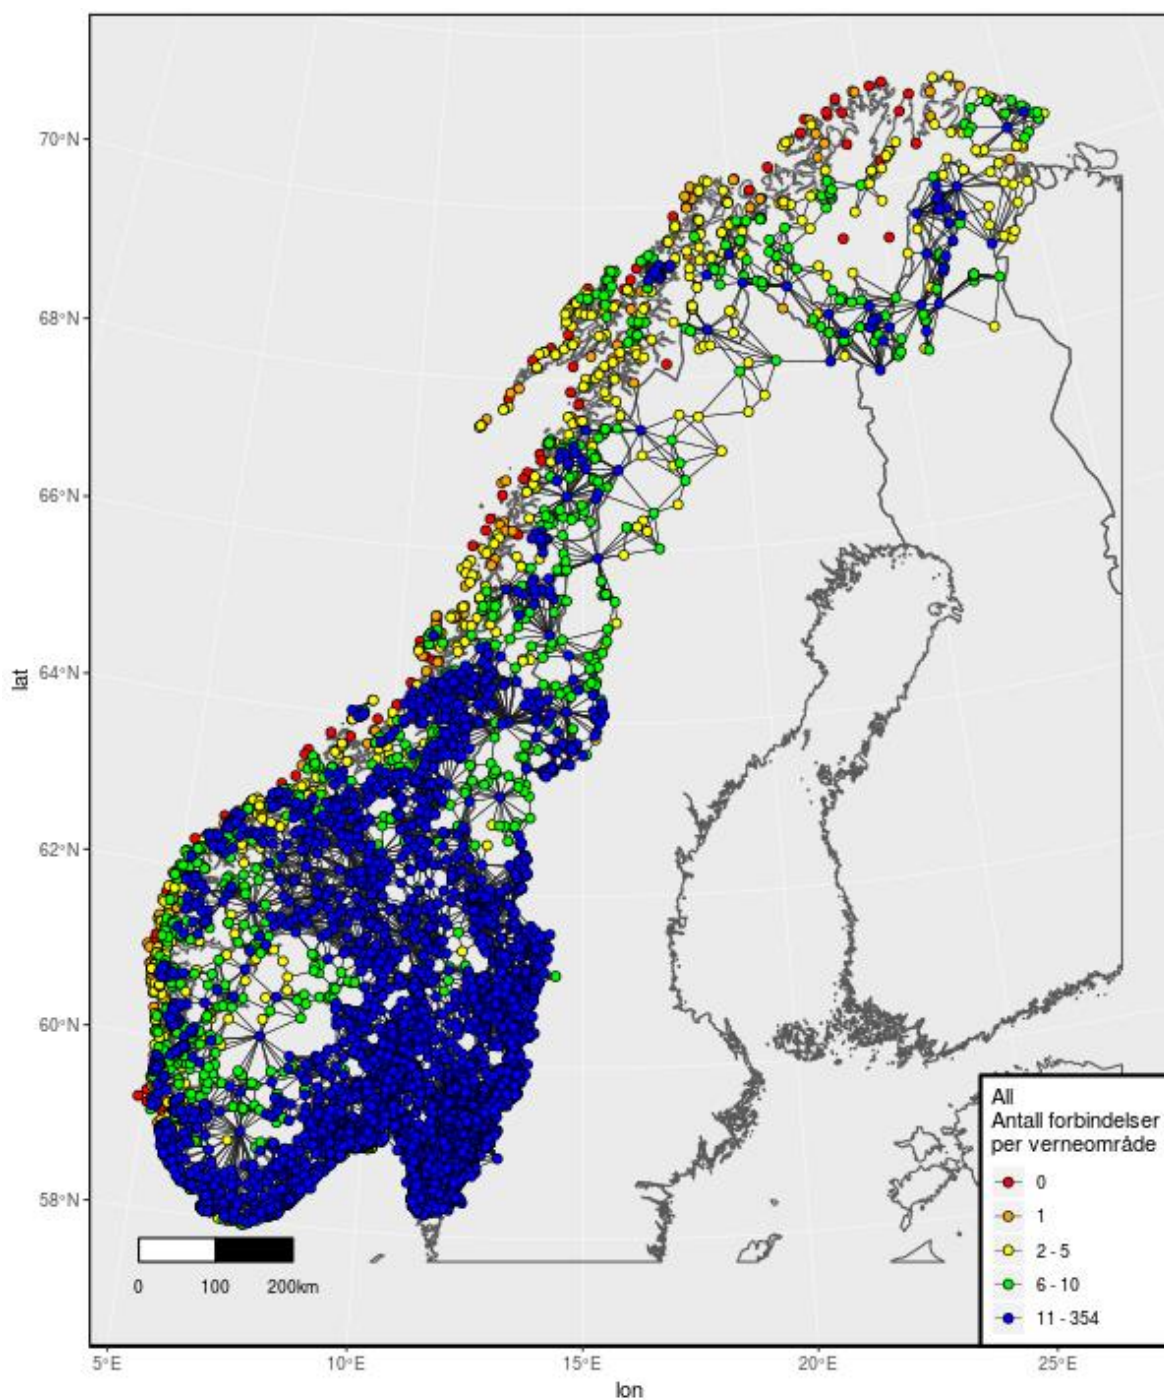 70°N
68°N
66°N
64°N
62°N
60°N
58°N
lat
0 100 200km
All
Antall forbindelser
per verneområde
0
1
2 - 5
6 - 10
11 - 354
5°E 10°E 15°E 20°E 25°E
lon